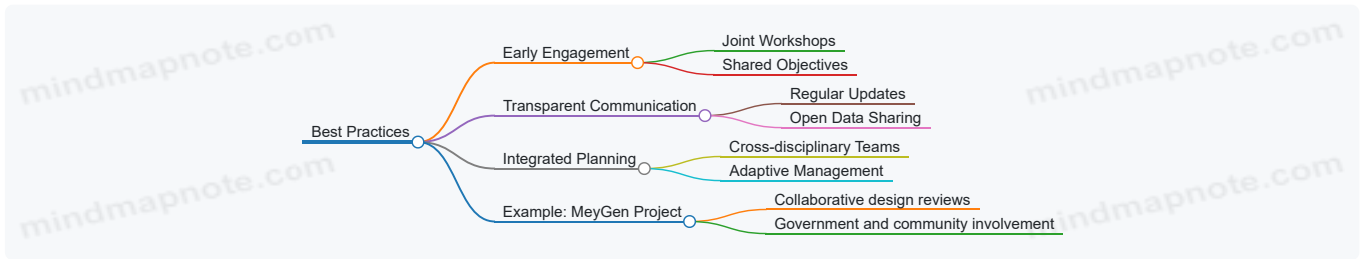 mindmapnote.com
mindmapnote.com
Early Engagement
Joint Workshops
Shared Objectives
Transparent Communication
Regular Updates
Open Data Sharing
Best Practices
Integrated Planning
Cross-disciplinary Teams
Adaptive Management
Example: MeyGen Project
Collaborative design reviews
Government and community involvement
mindmapnote.com
mindmapnote.com